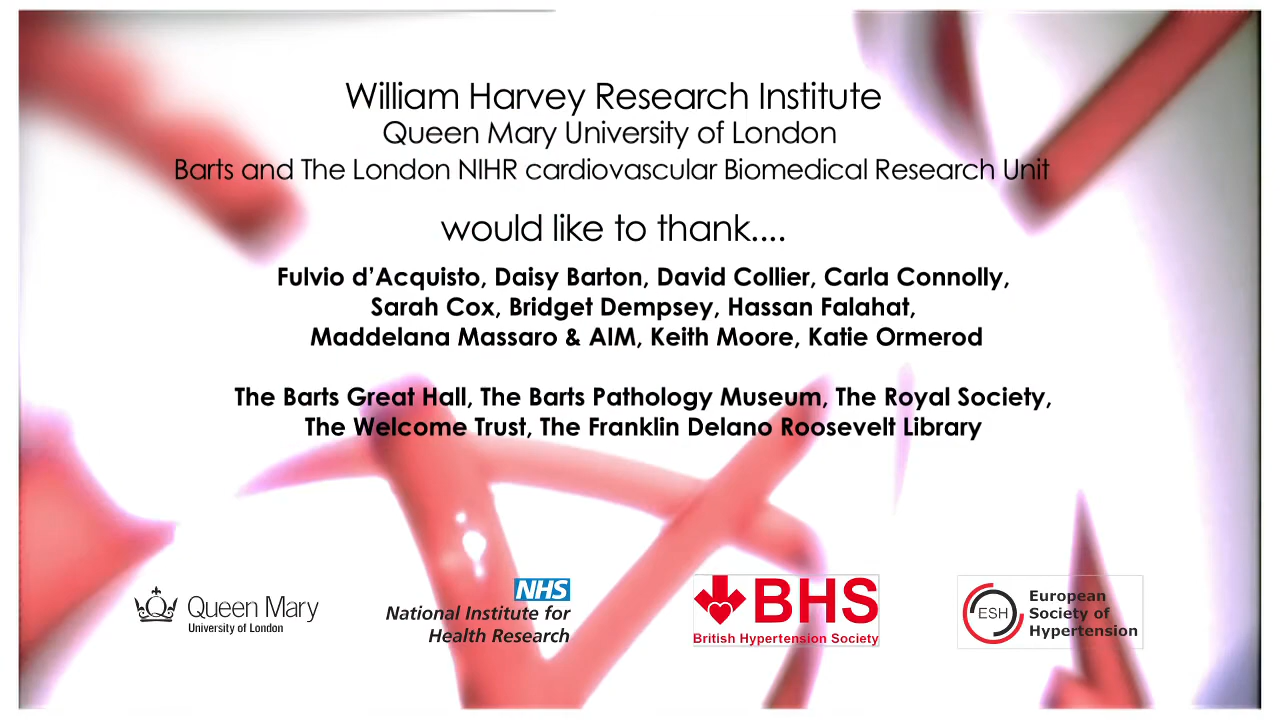 William Harvey Research Institute
Queen Mary University of London
Barts and The London NIHR cardiovascular Biomedical Research Unit
would like to thank....
Fulvio d’Acquisto, Daisy Barton, David Collier, Carla Connolly,
Sarah Cox, Bridget Dempsey, Hassan Falahat,
Maddelana Massaro & AIM, Keith Moore, Katie Ormerod
The Barts Great Hall, The Barts Pathology Museum, The Royal Society,
The Welcome Trust, The Franklin Delano Roosevelt Library
Queen Mary
University of London
NHS
National Institute for
Health Research
BHS
British Hypertension Society
ESH
European
Society of
Hypertension